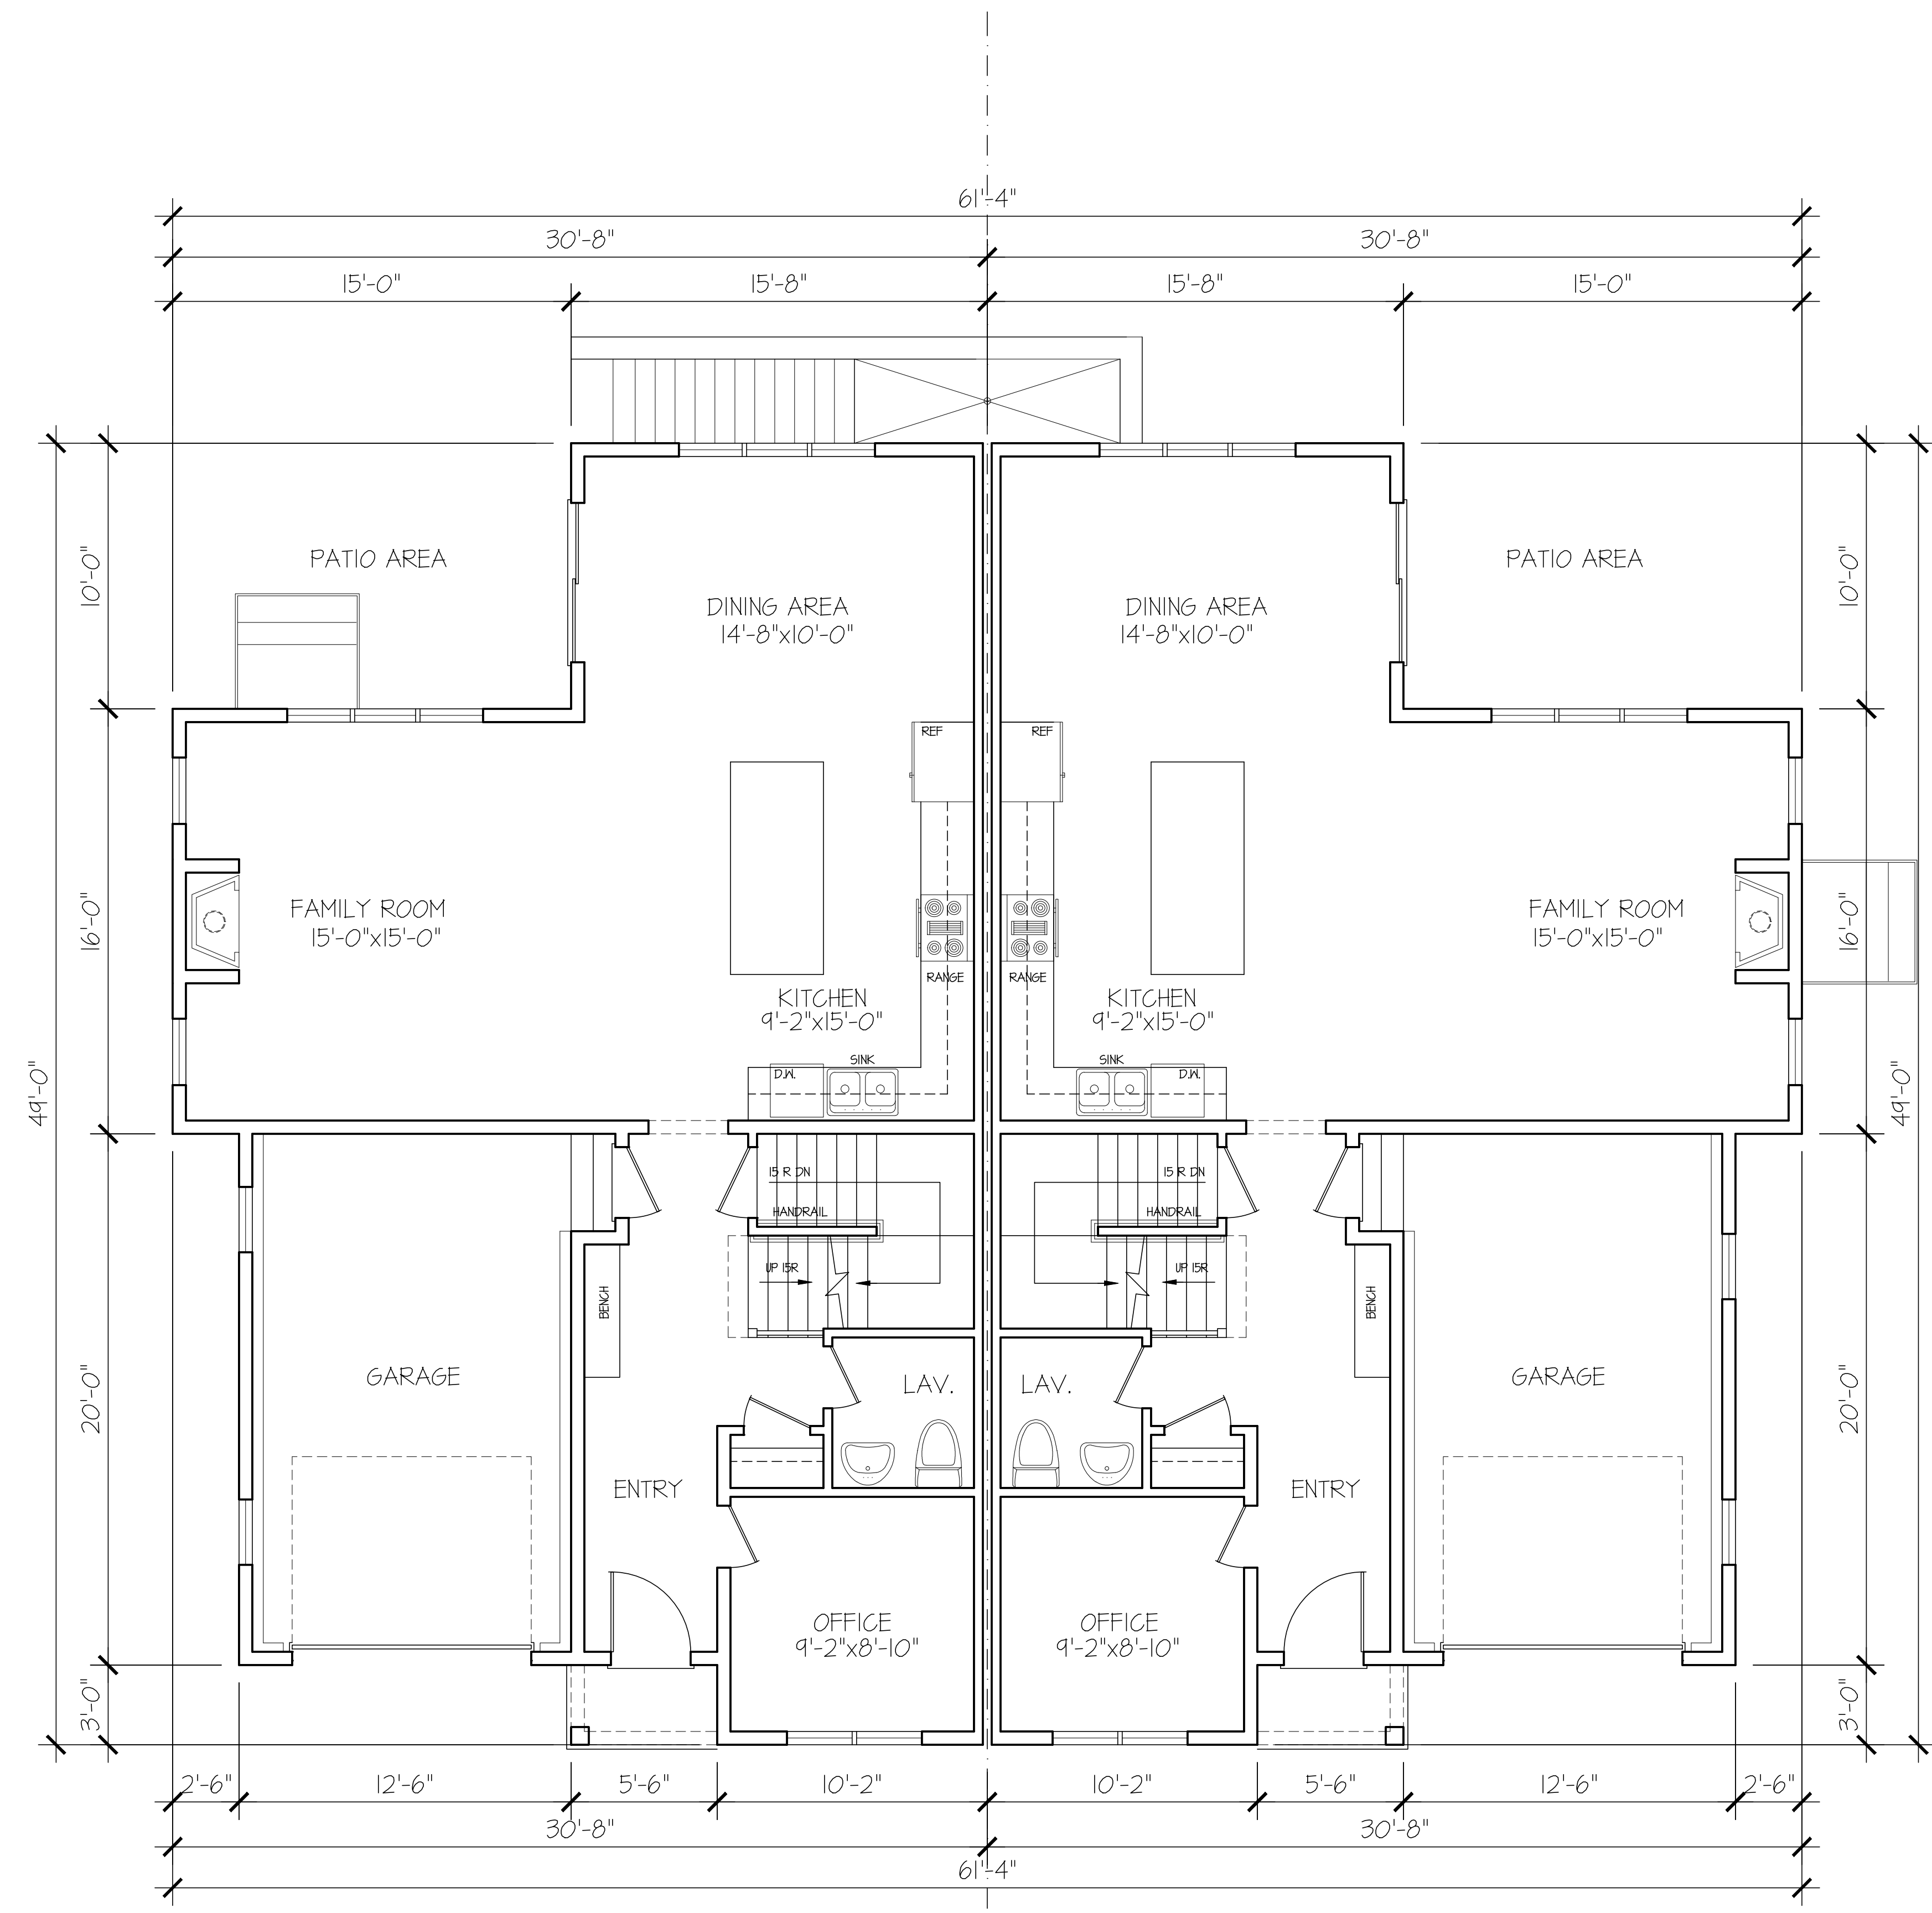 61'-4"
30'-8" 30'-8"
15'-0" 15'-8" 15'-8" 15'-0"
10'-0" PATIO AREA PATIO AREA 10'-0"
DINING AREA DINING AREA
14'-8"x10'-0" 14'-8"x10'-0"
REF REF
16'-0" FAMILY ROOM FAMILY ROOM 16'-0"
15'-0"x15'-0" 15'-0"x15'-0"
RANGE RANGE
KITCHEN KITCHEN
9'-2"x15'-0" 9'-2"x15'-0"
SINK SINK
D.W. D.W.
49'-0" 49'-0"
15 R DN 15 R DN
HANDRAIL HANDRAIL
UP 15R UP 15R
BENCH BENCH
20'-0" GARAGE GARAGE 20'-0"
LAV. LAV.
ENTRY ENTRY
OFFICE OFFICE
9'-2"x8'-10" 9'-2"x8'-10"
3'-0" 3'-0"
2'-6" 12'-6" 5'-6" 10'-2" 10'-2" 5'-6" 12'-6" 2'-6"
30'-8" 30'-8"
61'-4"